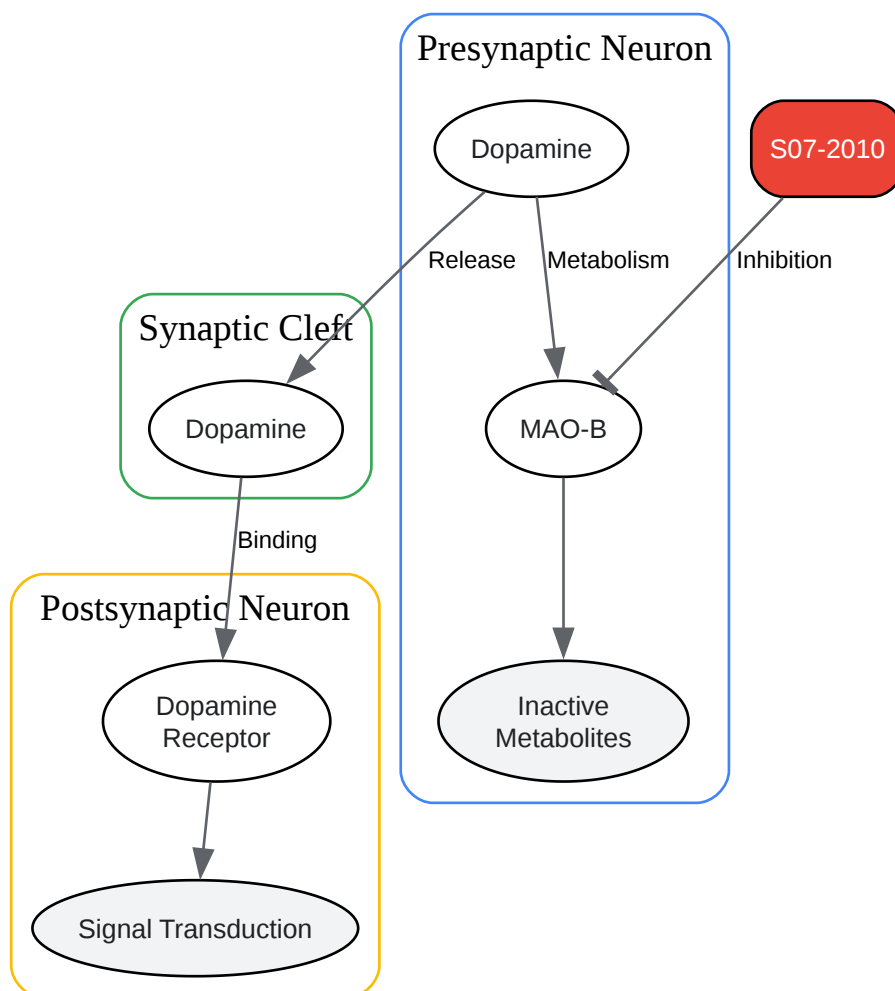 Presynaptic Neuron
Dopamine
S07-2010
Release
Metabolism
Inhibition
Synaptic Cleft
Dopamine
MAO-B
Binding
Postsynaptic Neuron
Dopamine
Receptor
Inactive
Metabolites
Signal Transduction